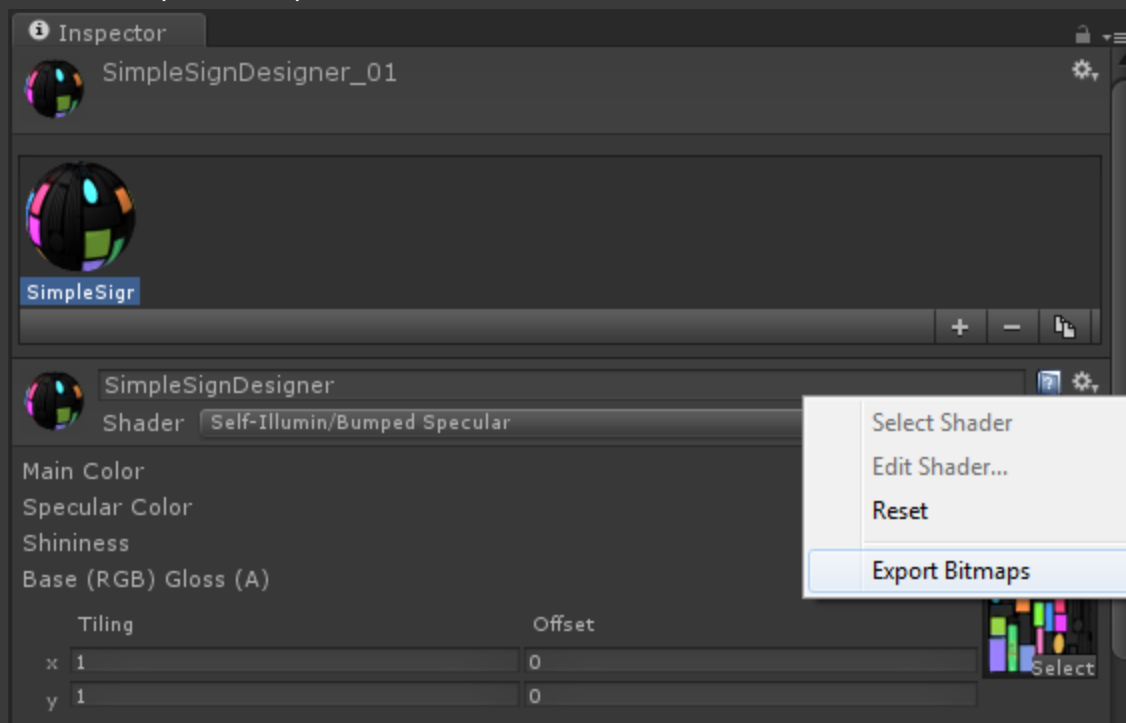 Inspector
SimpleSignDesigner_01
SimpleSigr
SimpleSignDesigner
Shader Self-Illumin/Bumped Specular
Select Shader
Main Color
Edit Shader...
Specular Color
Reset
Shininess
Base (RGB) Gloss (A)
Export Bitmaps
Tiling Offset
x 1 0
Select
y 1 0